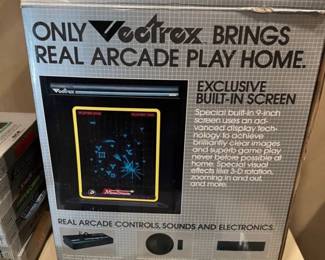 ONLY Vectrex BRINGS
REAL ARCADE PLAY HOME.
Vectrex
EXCLUSIVE
BUILT-IN SCREEN
Special built-in 9-inch
screen uses an ad-
vanced display tech-
nology to achieve
brilliantly clear images
and superb game play
never before possible at
home. Special visual
effects like 3-D rotation,
zooming in and out...
and more.
REAL ARCADE CONTROLS, SOUNDS AND ELECTRONICS.